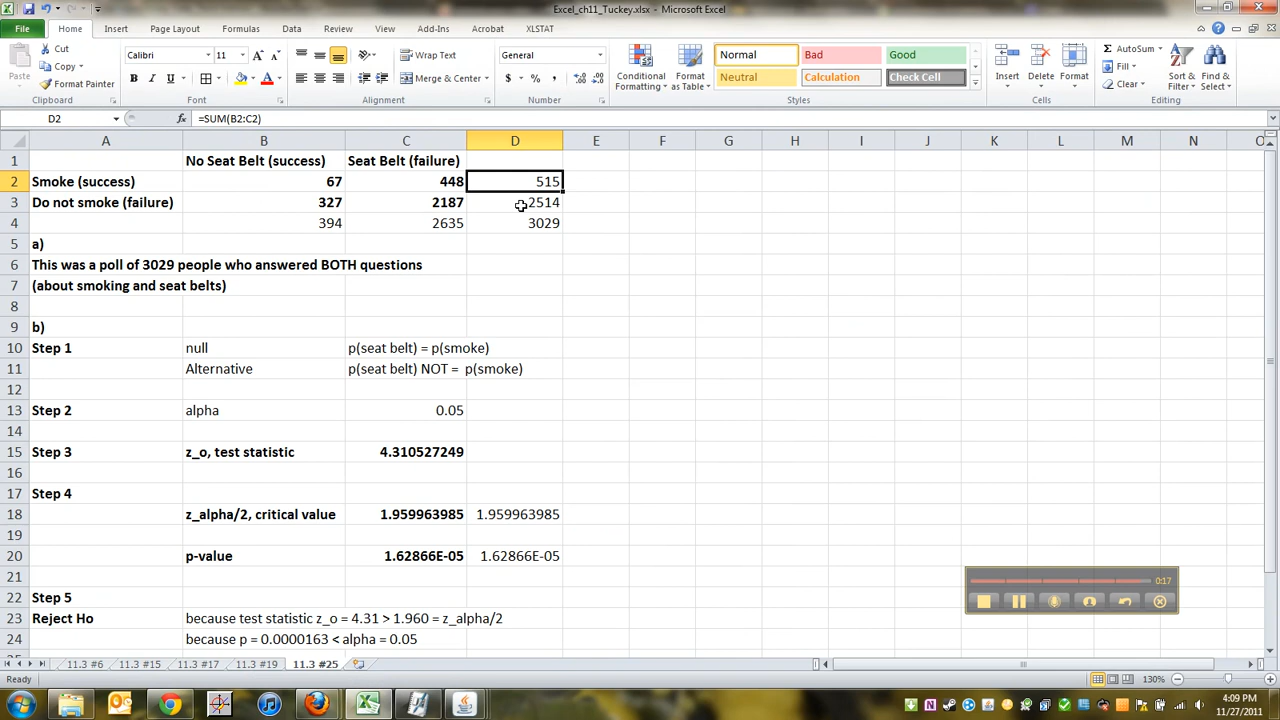 Excel_ch11_Tuckey.xlsx - Microsoft Excel
File Home Insert Page Layout Formulas Data Review View Add-Ins Acrobat XLSTAT
Paste Cut Copy Format Painter Clipboard
Calibri 11 B I U A Font
Wrap Text Merge & Center Alignment
General $ % , Number
Conditional Formatting Format as Table Normal Bad Good Neutral Calculation Check Cell Styles
Insert Delete Format Cells
AutoSum Fill Clear Sort & Filter Find & Select Editing
D2 fx =SUM(B2:C2)
A B C D E F G H I J K L M N O
1 No Seat Belt (success) Seat Belt (failure)
2 Smoke (success) 67 448 515
3 Do not smoke (failure) 327 2187 2514
4 394 2635 3029
5 a)
6 This was a poll of 3029 people who answered BOTH questions
7 (about smoking and seat belts)
8
9 b)
10 Step 1 null p(seat belt) = p(smoke)
11 Alternative p(seat belt) NOT = p(smoke)
12
13 Step 2 alpha 0.05
14
15 Step 3 z_o, test statistic 4.310527249
16
17 Step 4
18 z_alpha/2, critical value 1.959963985 1.959963985
19
20 p-value 1.62866E-05 1.62866E-05
21
22 Step 5
23 Reject Ho because test statistic z_o = 4.31 > 1.960 = z_alpha/2
24 because p = 0.0000163 < alpha = 0.05
0:17
11.3 #6 11.3 #15 11.3 #17 11.3 #19 11.3 #25
Ready 130%
4:09 PM
11/27/2011